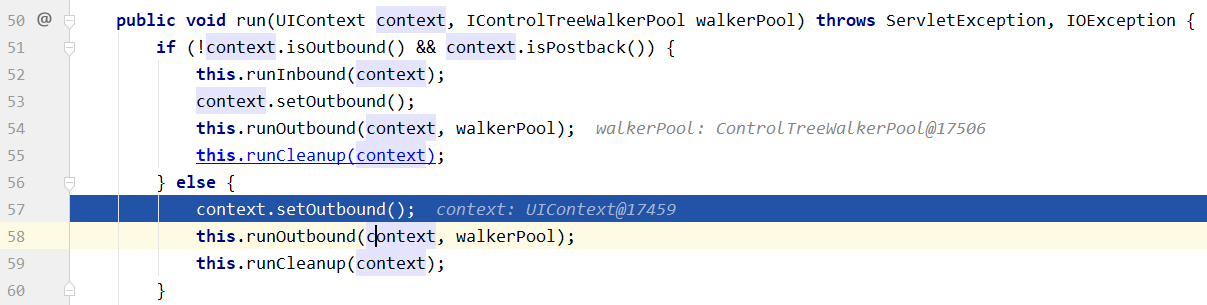 50 @ public void run(UIContext context, IControlTreeWalkerPool walkerPool) throws ServletException, IOException {
51 if (!context.isOutbound() && context.isPostback()) {
52 this.runInbound(context);
53 context.setOutbound();
54 this.runOutbound(context, walkerPool); walkerPool: ControlTreeWalkerPool@17506
55 this.runCleanup(context);
56 } else {
57 context.setOutbound(); context: UIContext@17459
58 this.runOutbound(context, walkerPool);
59 this.runCleanup(context);
60 }